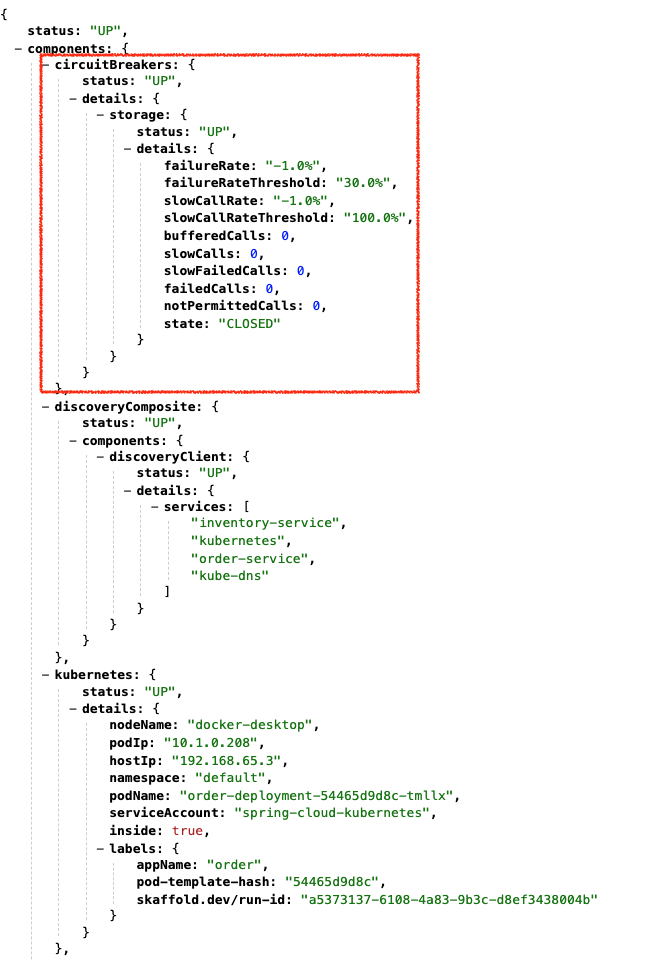 {
status: "UP",
– components: {
– circuitBreakers: {
status: "UP",
– details: {
– storage: {
status: "UP",
– details: {
failureRate: "-1.0%",
failureRateThreshold: "30.0%",
slowCallRate: "-1.0%",
slowCallRateThreshold: "100.0%",
bufferedCalls: 0,
slowCalls: 0,
slowFailedCalls: 0,
failedCalls: 0,
notPermittedCalls: 0,
state: "CLOSED"
}
}
}
},
– discoveryComposite: {
status: "UP",
– components: {
– discoveryClient: {
status: "UP",
– details: {
– services: [
"inventory-service",
"kubernetes",
"order-service",
"kube-dns"
]
}
}
}
},
– kubernetes: {
status: "UP",
– details: {
nodeName: "docker-desktop",
podIp: "10.1.0.208",
hostIp: "192.168.65.3",
namespace: "default",
podName: "order-deployment-54465d9d8c-tmllx",
serviceAccount: "spring-cloud-kubernetes",
inside: true,
– labels: {
appName: "order",
pod-template-hash: "54465d9d8c",
skaffold.dev/run-id: "a5373137-6108-4a83-9b3c-d8ef3438004b"
}
}
},